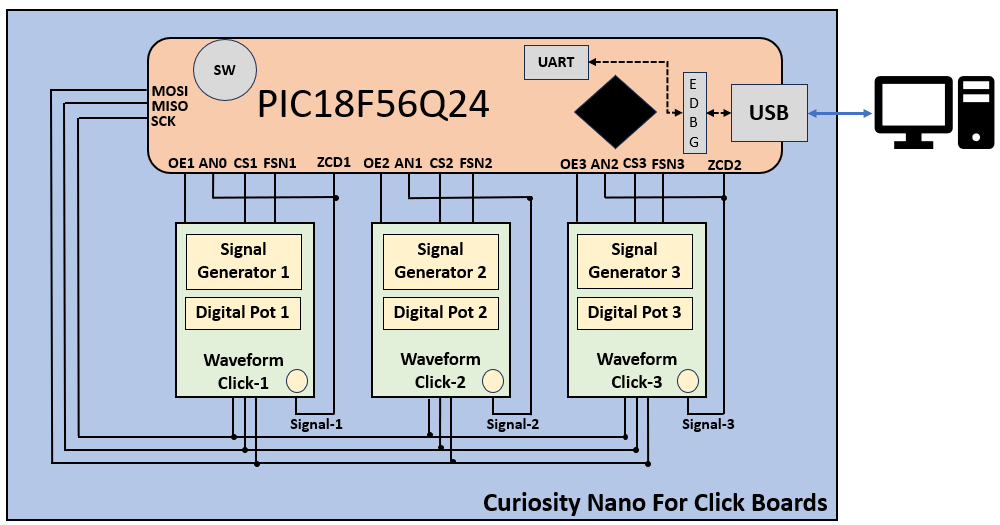 SW
UART
MOSI
MISO
SCK
PIC18F56Q24
E
D
B
G
USB
OE1 AN0 CS1 FSN1 ZCD1 OE2 AN1 CS2 FSN2 OE3 AN2 CS3 FSN3 ZCD2
Signal
Generator 1
Digital Pot 1
Waveform
Click-1
Signal-1
Signal
Generator 2
Digital Pot 2
Waveform
Click-2
Signal-2
Signal
Generator 3
Digital Pot 3
Waveform
Click-3
Signal-3
Curiosity Nano For Click Boards